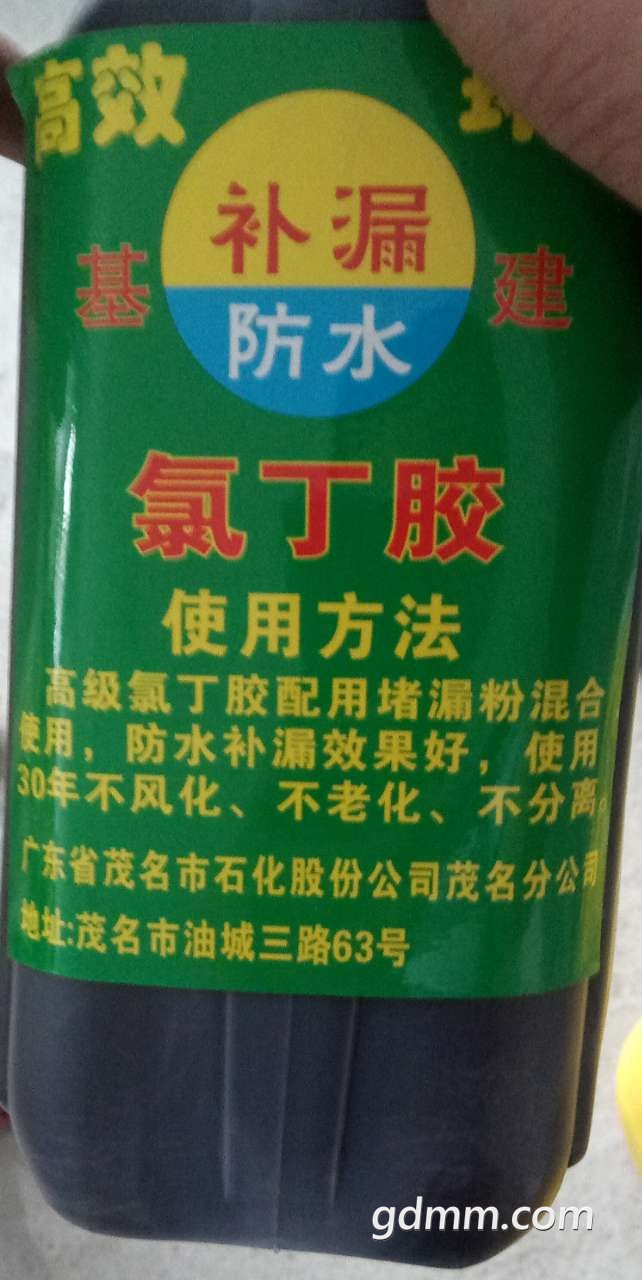 高效
补漏
基 建
防水
氯丁胶
使用方法
高级氯丁胶配用堵漏粉混合
使用，防水补漏效果好，使用
30年不风化、不老化、不分离。
广东省茂名市石化股份公司茂名分公司
地址:茂名市油城三路63号
gdmm.com